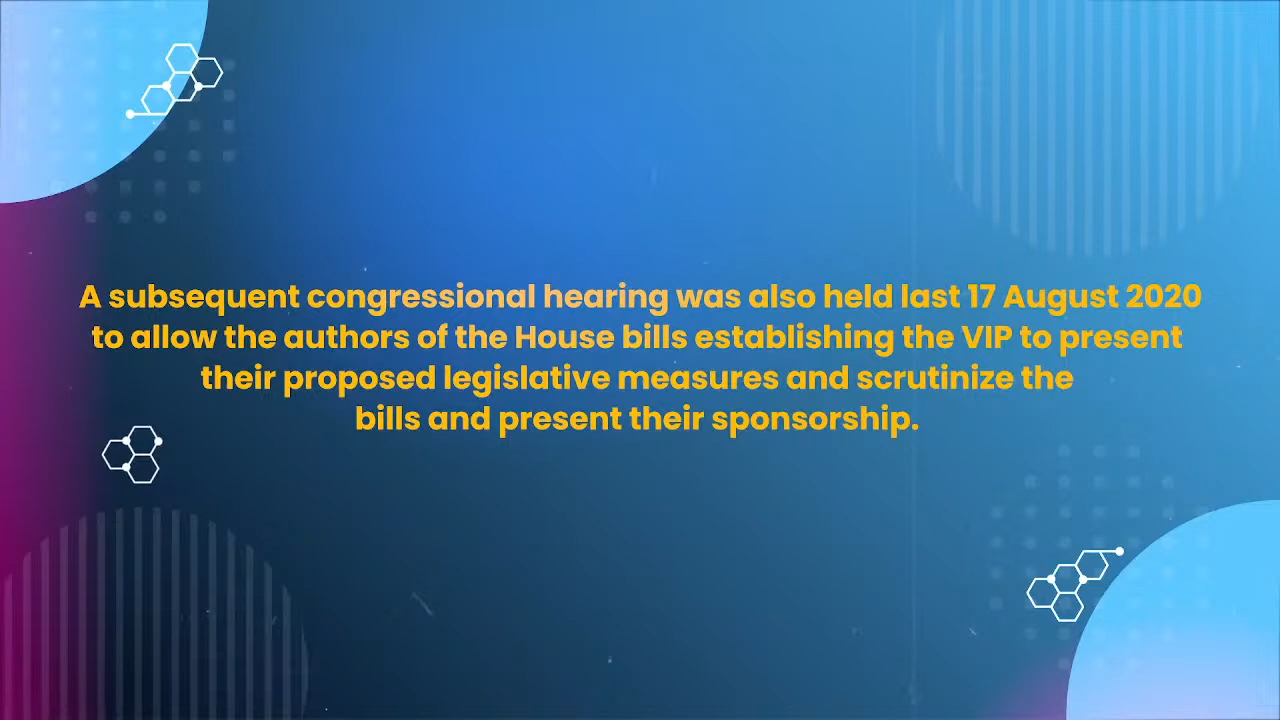 A subsequent congressional hearing was also held last 17 August 2020
to allow the authors of the House bills establishing the VIP to present
their proposed legislative measures and scrutinize the
bills and present their sponsorship.